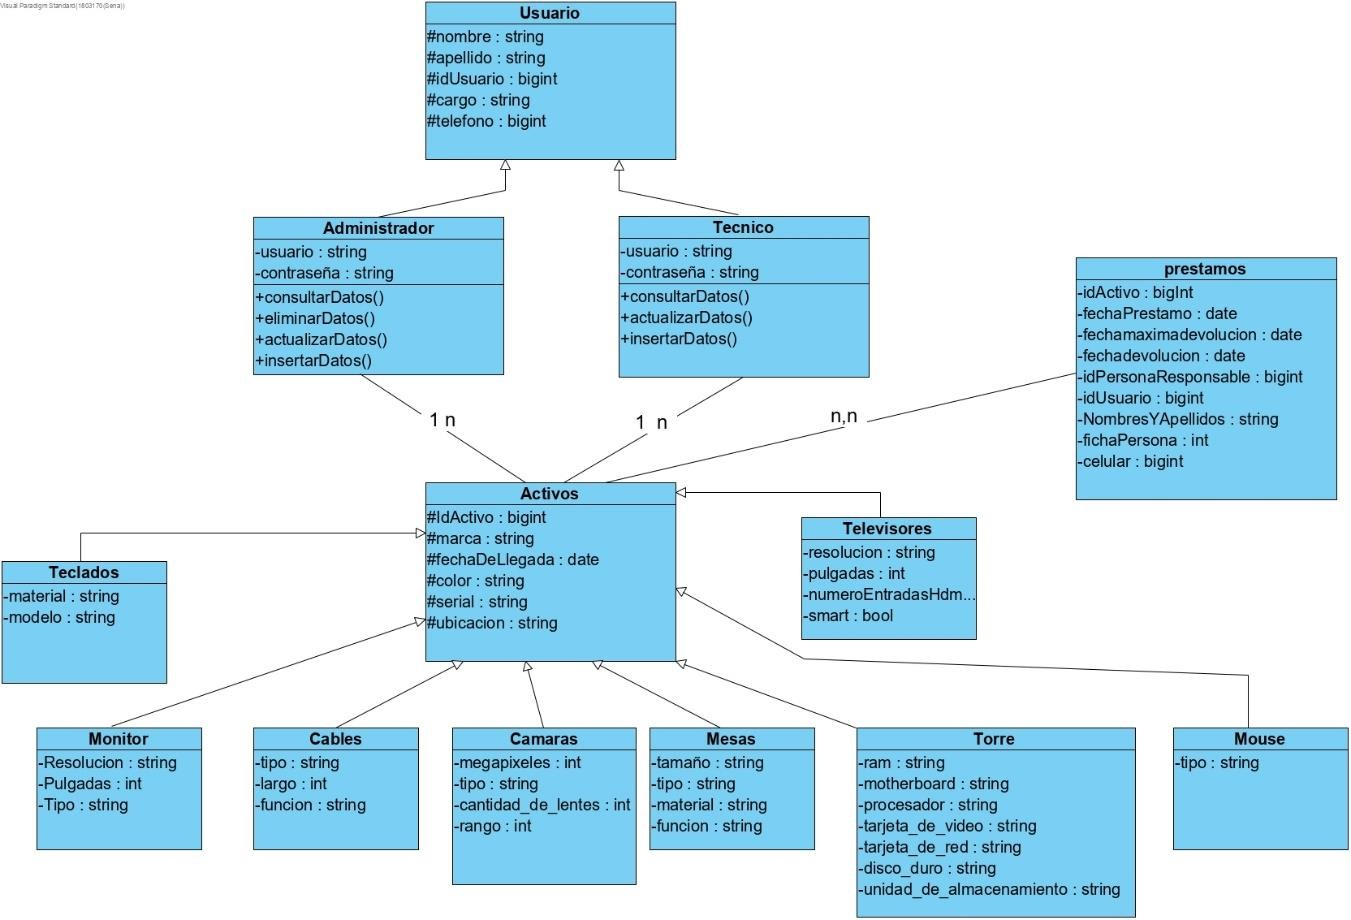 Visual Paradigm Standard(1803170(Sena))
Usuario
#nombre : string
#apellido : string
#idUsuario : bigint
#cargo : string
#telefono : bigint
Administrador
-usuario : string
-contraseña : string
+consultarDatos()
+eliminarDatos()
+actualizarDatos()
+insertarDatos()
Tecnico
-usuario : string
-contraseña : string
+consultarDatos()
+actualizarDatos()
+insertarDatos()
prestamos
-idActivo : bigInt
-fechaPrestamo : date
-fechamaximadevolucion : date
-fechadevolucion : date
-idPersonaResponsable : bigint
-idUsuario : bigint
-NombresYApellidos : string
-fichaPersona : int
-celular : bigint
1 n
1 n
n,n
Activos
#IdActivo : bigint
#marca : string
#fechaDeLlegada : date
#color : string
#serial : string
#ubicacion : string
Televisores
-resolucion : string
-pulgadas : int
-numeroEntradasHdm...
-smart : bool
Teclados
-material : string
-modelo : string
Monitor
-Resolucion : string
-Pulgadas : int
-Tipo : string
Cables
-tipo : string
-largo : int
-funcion : string
Camaras
-megapixeles : int
-tipo : string
-cantidad_de_lentes : int
-rango : int
Mesas
-tamaño : string
-tipo : string
-material : string
-funcion : string
Torre
-ram : string
-motherboard : string
-procesador : string
-tarjeta_de_video : string
-tarjeta_de_red : string
-disco_duro : string
-unidad_de_almacenamiento : string
Mouse
-tipo : string